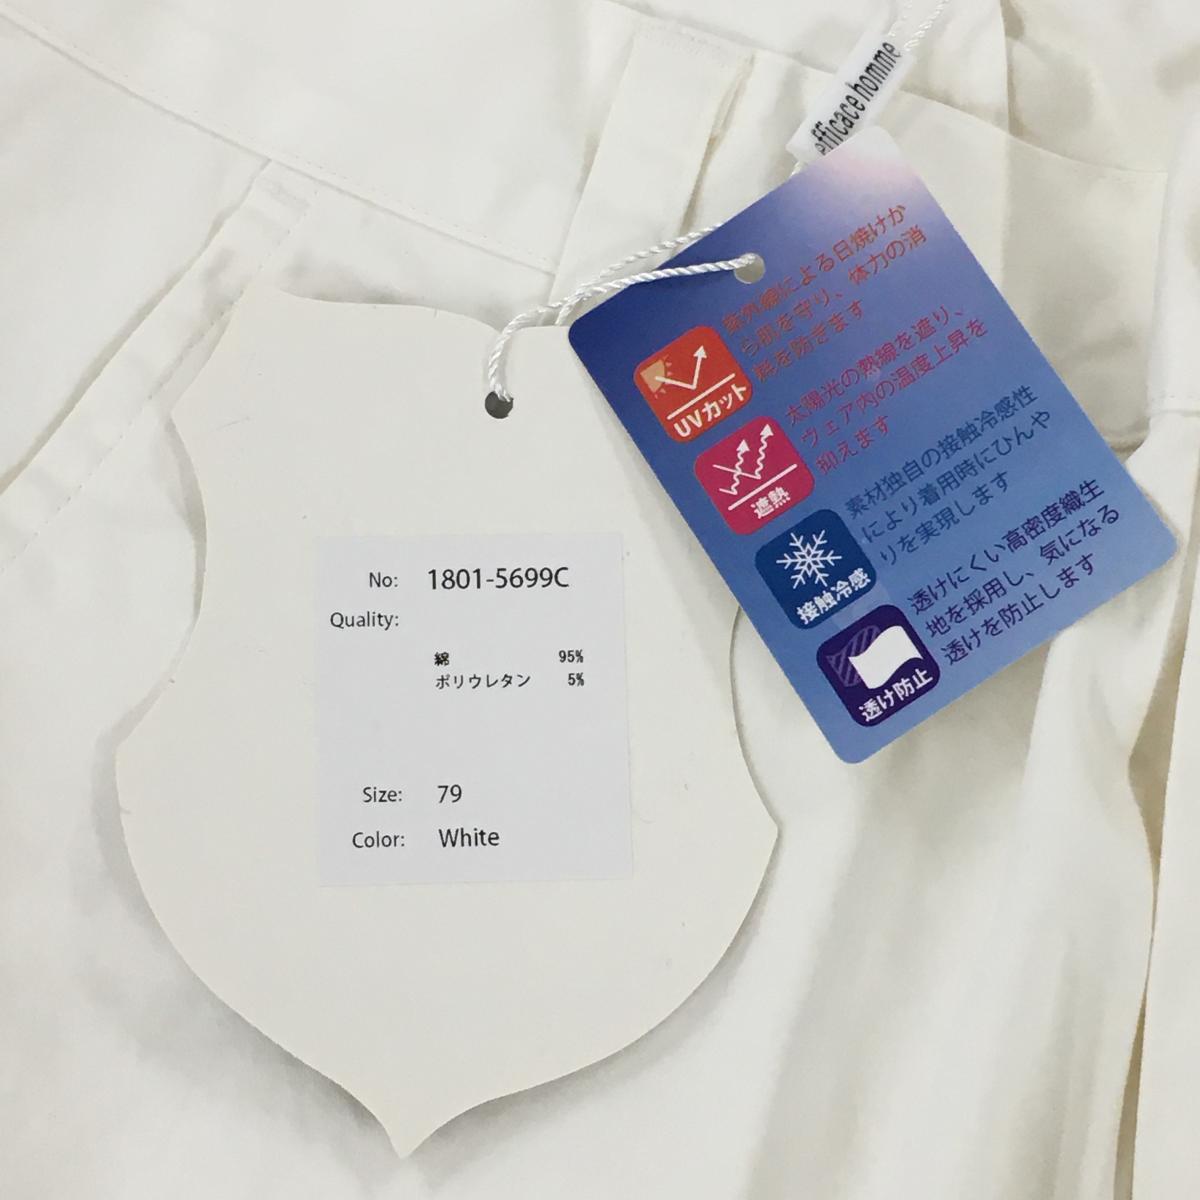 efficace homme
紫外線による日焼けか
ら肌を守り、体力の消
耗を防ぎます
UVカット
太陽光の熱線を遮り、
ウェア内の温度上昇を
抑えます
遮熱
素材独自の接触冷感性
により着用時にひんや
りを実現します
接触冷感
透けにくい高密度織生
地を採用し、気になる
透けを防止します
透け防止
No: 1801-5699C
Quality:
綿 95%
ポリウレタン 5%
Size: 79
Color: White